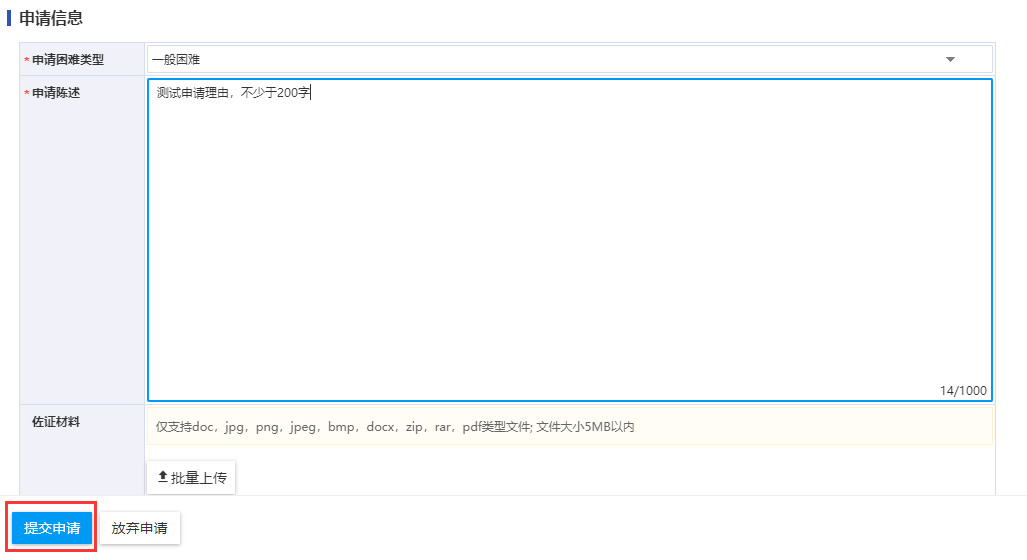 申请信息
*申请困难类型
一般困难
*申请陈述
测试申请理由，不少于200字
14/1000
佐证材料
仅支持doc，jpg，png，jpeg，bmp，docx，zip，rar，pdf类型文件; 文件大小5MB以内
批量上传
提交申请
放弃申请